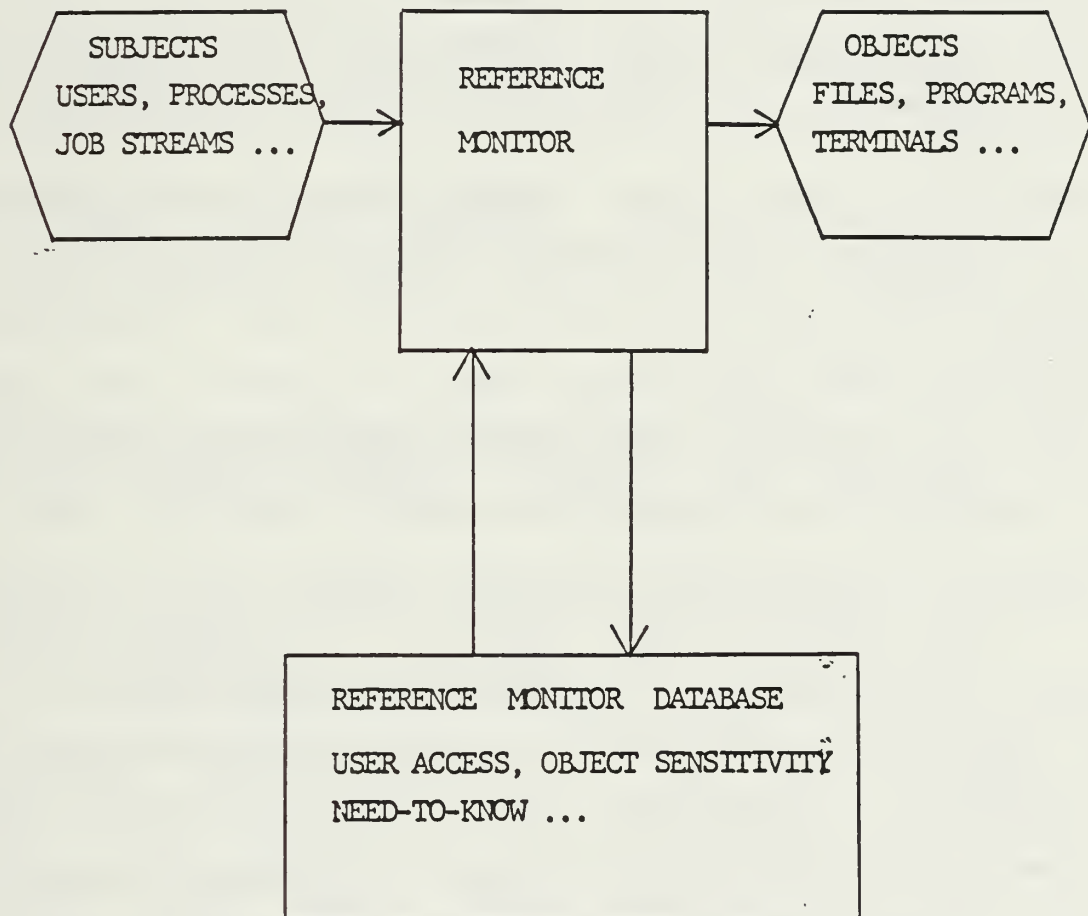 SUBJECTS
USERS, PROCESSES,
JOB STREAMS ...
REFERENCE
MONITOR
OBJECTS
FILES, PROGRAMS,
TERMINALS ...
REFERENCE MONITOR DATABASE
USER ACCESS, OBJECT SENSITIVITY
NEED-TO-KNOW ...